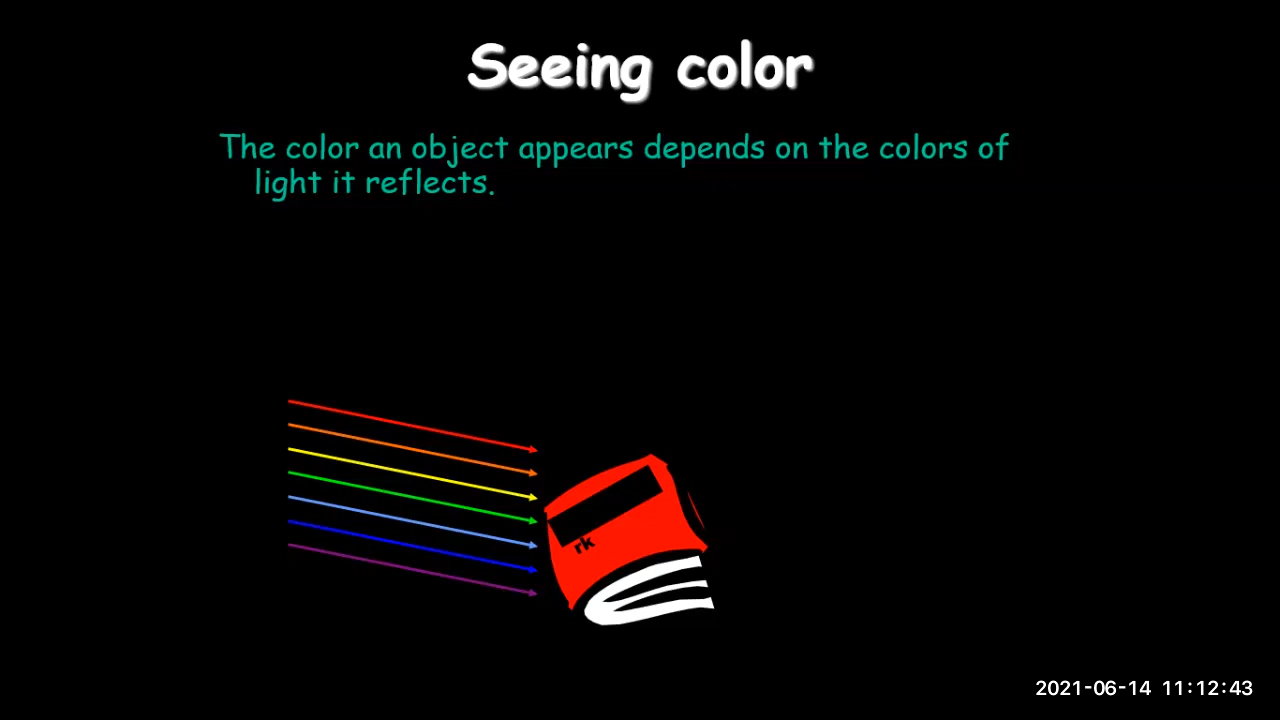 Seeing color
The color an object appears depends on the colors of
light it reflects.
rk
2021-06-14 11:12:43